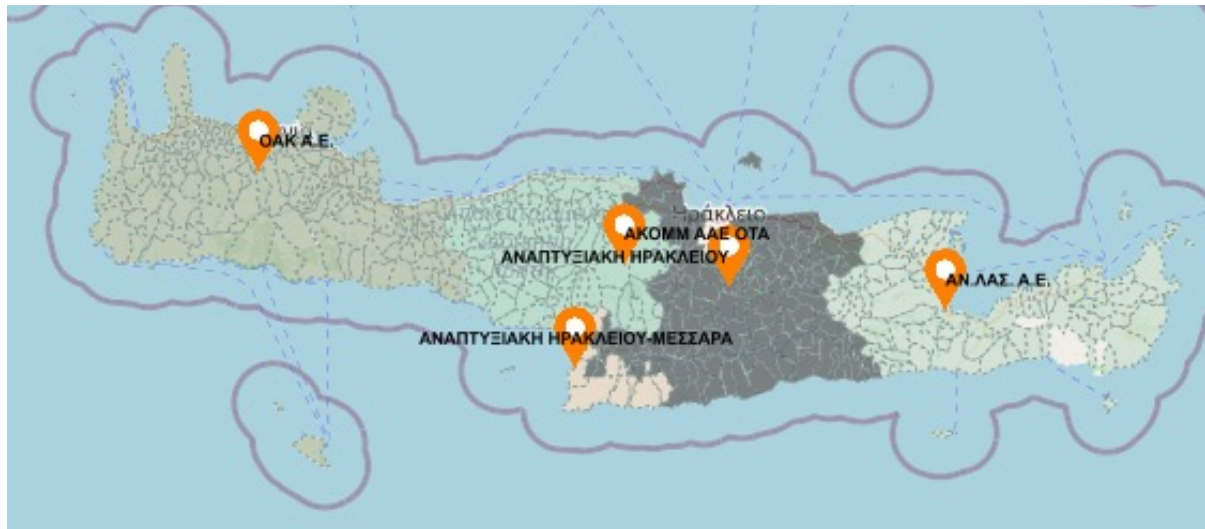 ΟΑΚ Α.Ε.
Ηράκλειο
ΑΚΟΜΜ ΑΑΕ ΟΤΑ
ΑΝΑΠΤΥΞΙΑΚΗ ΗΡΑΚΛΕΙΟΥ
ΑΝ.ΛΑΣ. Α.Ε.
ΑΝΑΠΤΥΞΙΑΚΗ ΗΡΑΚΛΕΙΟΥ-ΜΕΣΣΑΡΑ